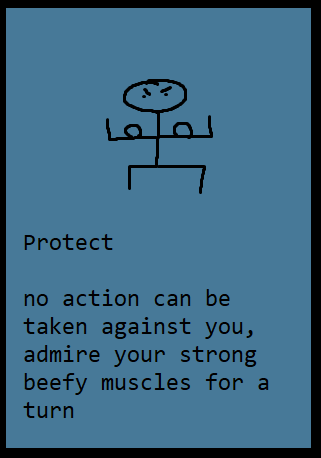 Protect
no action can be
taken against you,
admire your strong
beefy muscles for a
turn